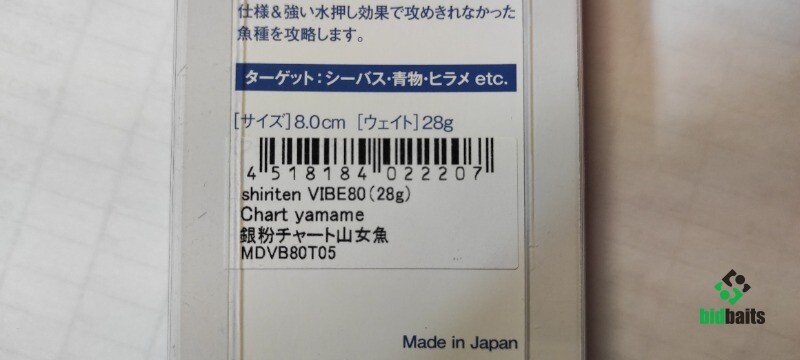 仕様&強い水押し効果で攻めきれなかった
魚種を攻略します。
ターゲット:シーバス・青物・ヒラメ etc.
[サイズ]8.0cm [ウェイト]28g
4 518184 022207
shiriten VIBE80(28g)
Chart yamame
銀粉チャート山女魚
MDVB80T05
Made in Japan
bidbaits